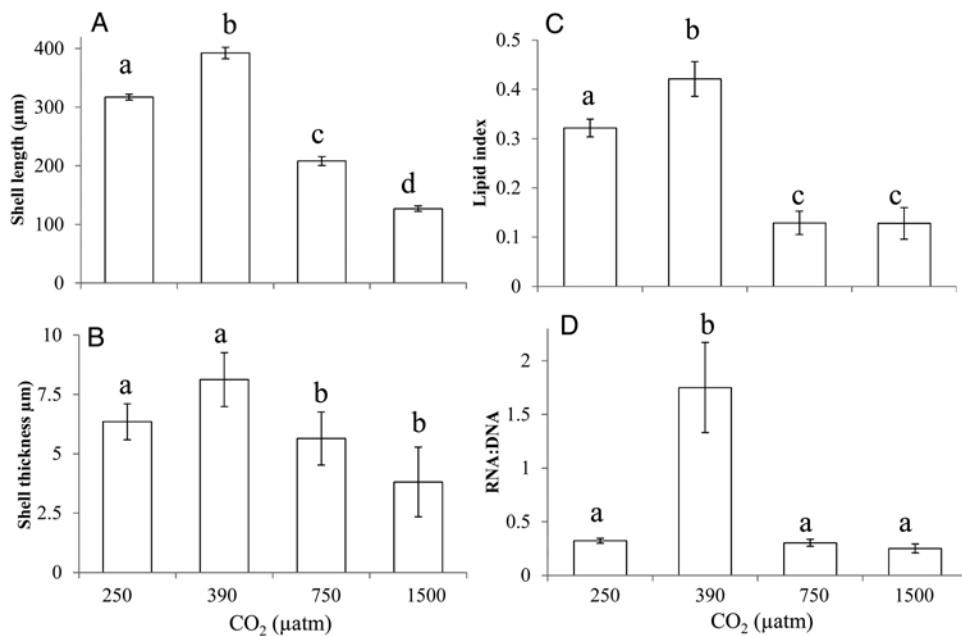 A
Shell length (µm)
400
300
200
100
0
a
b
c
d
B
Shell thickness µm)
10
7.5
5
2.5
0
a
a
b
b
250
390
750
1500
CO2 (µatm)
C
Lipid index
0.5
0.4
0.3
0.2
0.1
0
a
b
c
c
D
RNA:DNA
2
1.5
1
0.5
0
a
b
a
a
250
390
750
1500
CO2 (µatm)